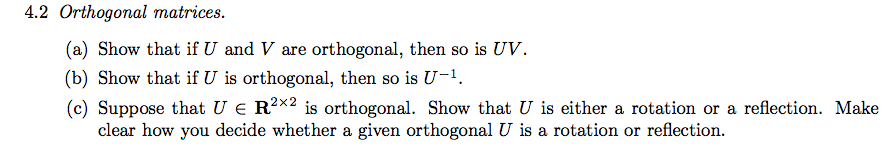 4.2 Orthogonal matrices.
(a) Show that if U and V are orthogonal, then so is UV.
(b) Show that if U is orthogonal, then so is U⁻¹.
(c) Suppose that U ∈ R²ˣ² is orthogonal. Show that U is either a rotation or a reflection. Make
clear how you decide whether a given orthogonal U is a rotation or reflection.